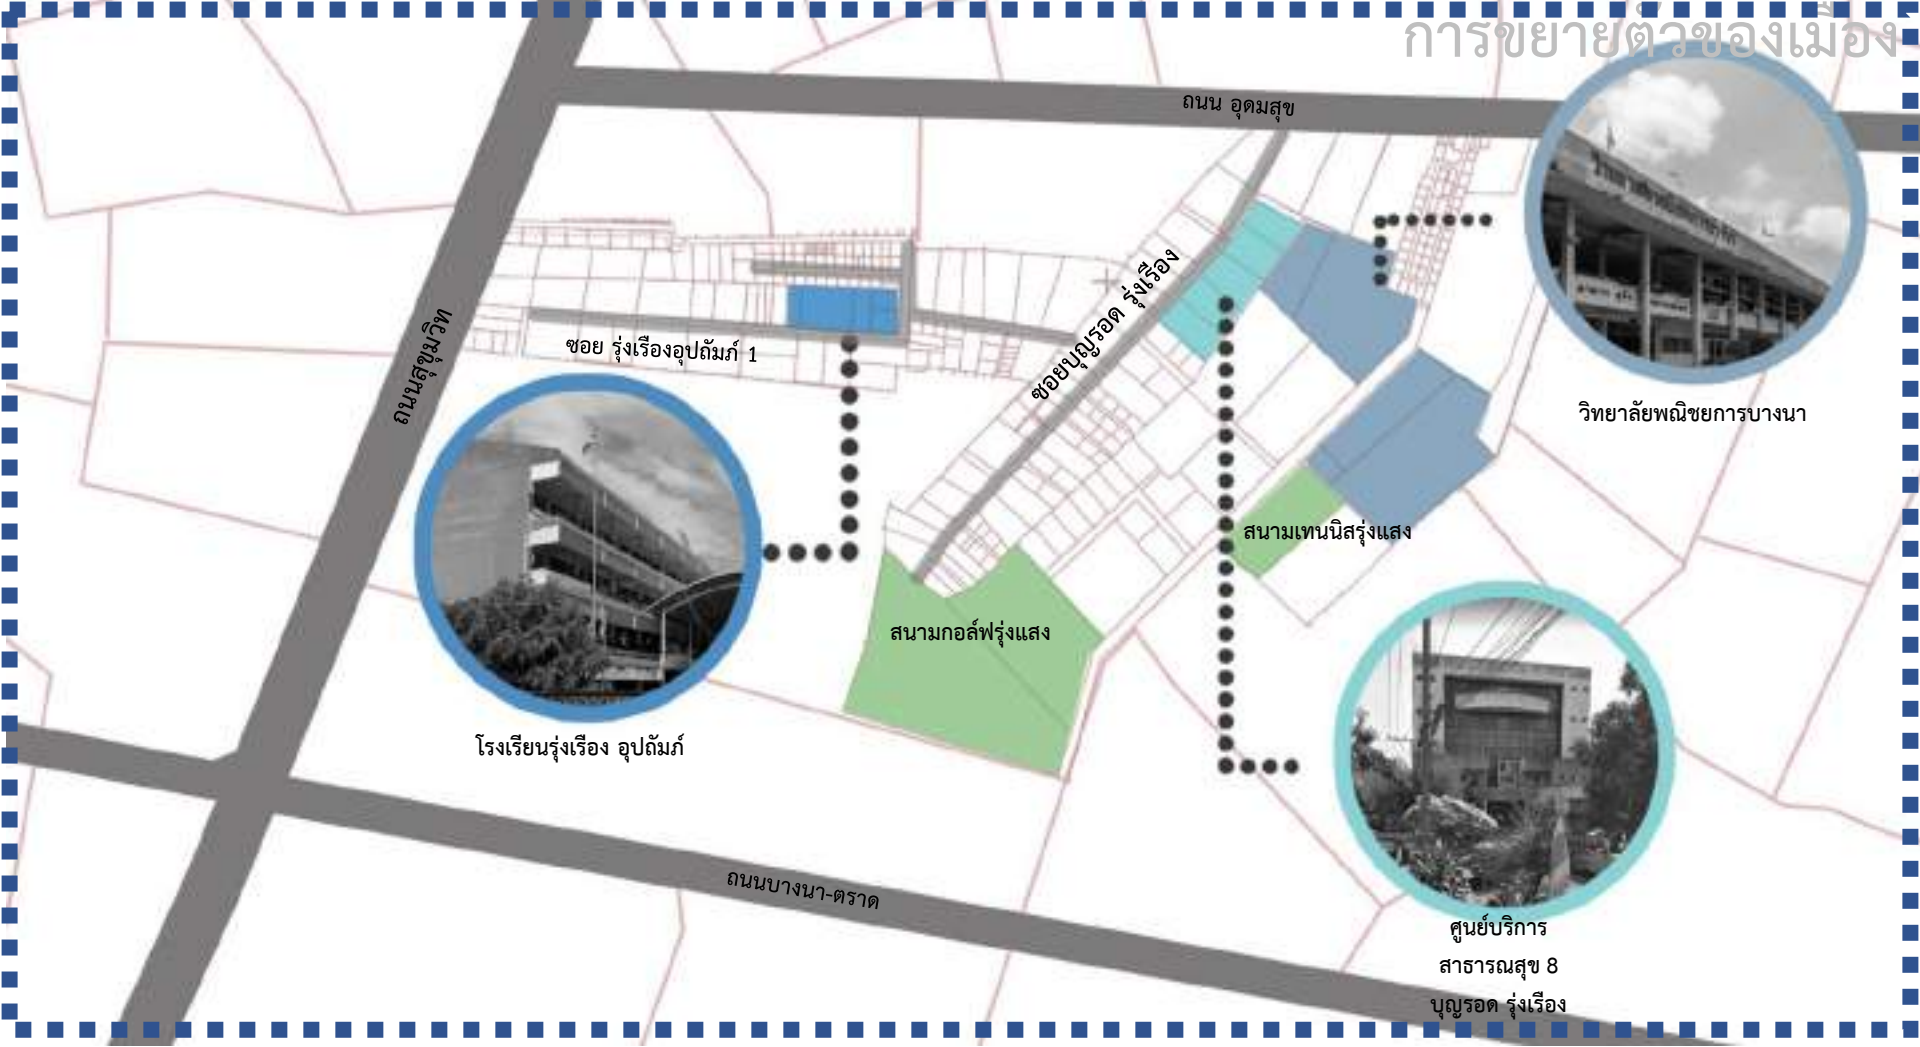 การขยายตัวของเมือง
ถนน อุดมสุข
ซอยบุญรอด รุ่งเรือง
ถนนสุขุมวิท
ซอย รุ่งเรืองอุปถัมภ์ 1
วิทยาลัยพณิชยการบางนา
สนามเทนนิสรุ่งแสง
สนามกอล์ฟรุ่งแสง
โรงเรียนรุ่งเรือง อุปถัมภ์
ถนนบางนา-ตราด
ศูนย์บริการ
สาธารณสุข 8
บุญรอด รุ่งเรือง